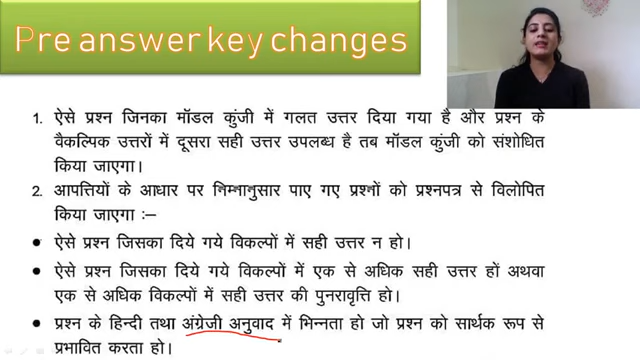 Pre answer key changes
1. ऐसे प्रश्न जिनका मॉडल कुंजी में गलत उत्तर दिया गया है और प्रश्न के
वैकल्पिक उत्तरों में दूसरा सही उत्तर उपलब्ध है तब मॉडल कुंजी को संशोधित
किया जाएगा।
2. आपत्तियों के आधार पर निम्नानुसार पाए गए प्रश्नों को प्रश्नपत्र से विलोपित
किया जाएगा :–
• ऐसे प्रश्न जिसका दिये गये विकल्पों में सही उत्तर न हो।
• ऐसे प्रश्न जिसका दिये गये विकल्पों में एक से अधिक सही उत्तर हों अथवा
एक से अधिक विकल्पों में सही उत्तर की पुनरावृत्ति हो।
• प्रश्न के हिन्दी तथा अंग्रेजी अनुवाद में भिन्नता हो जो प्रश्न को सार्थक रूप से
प्रभावित करता हो।